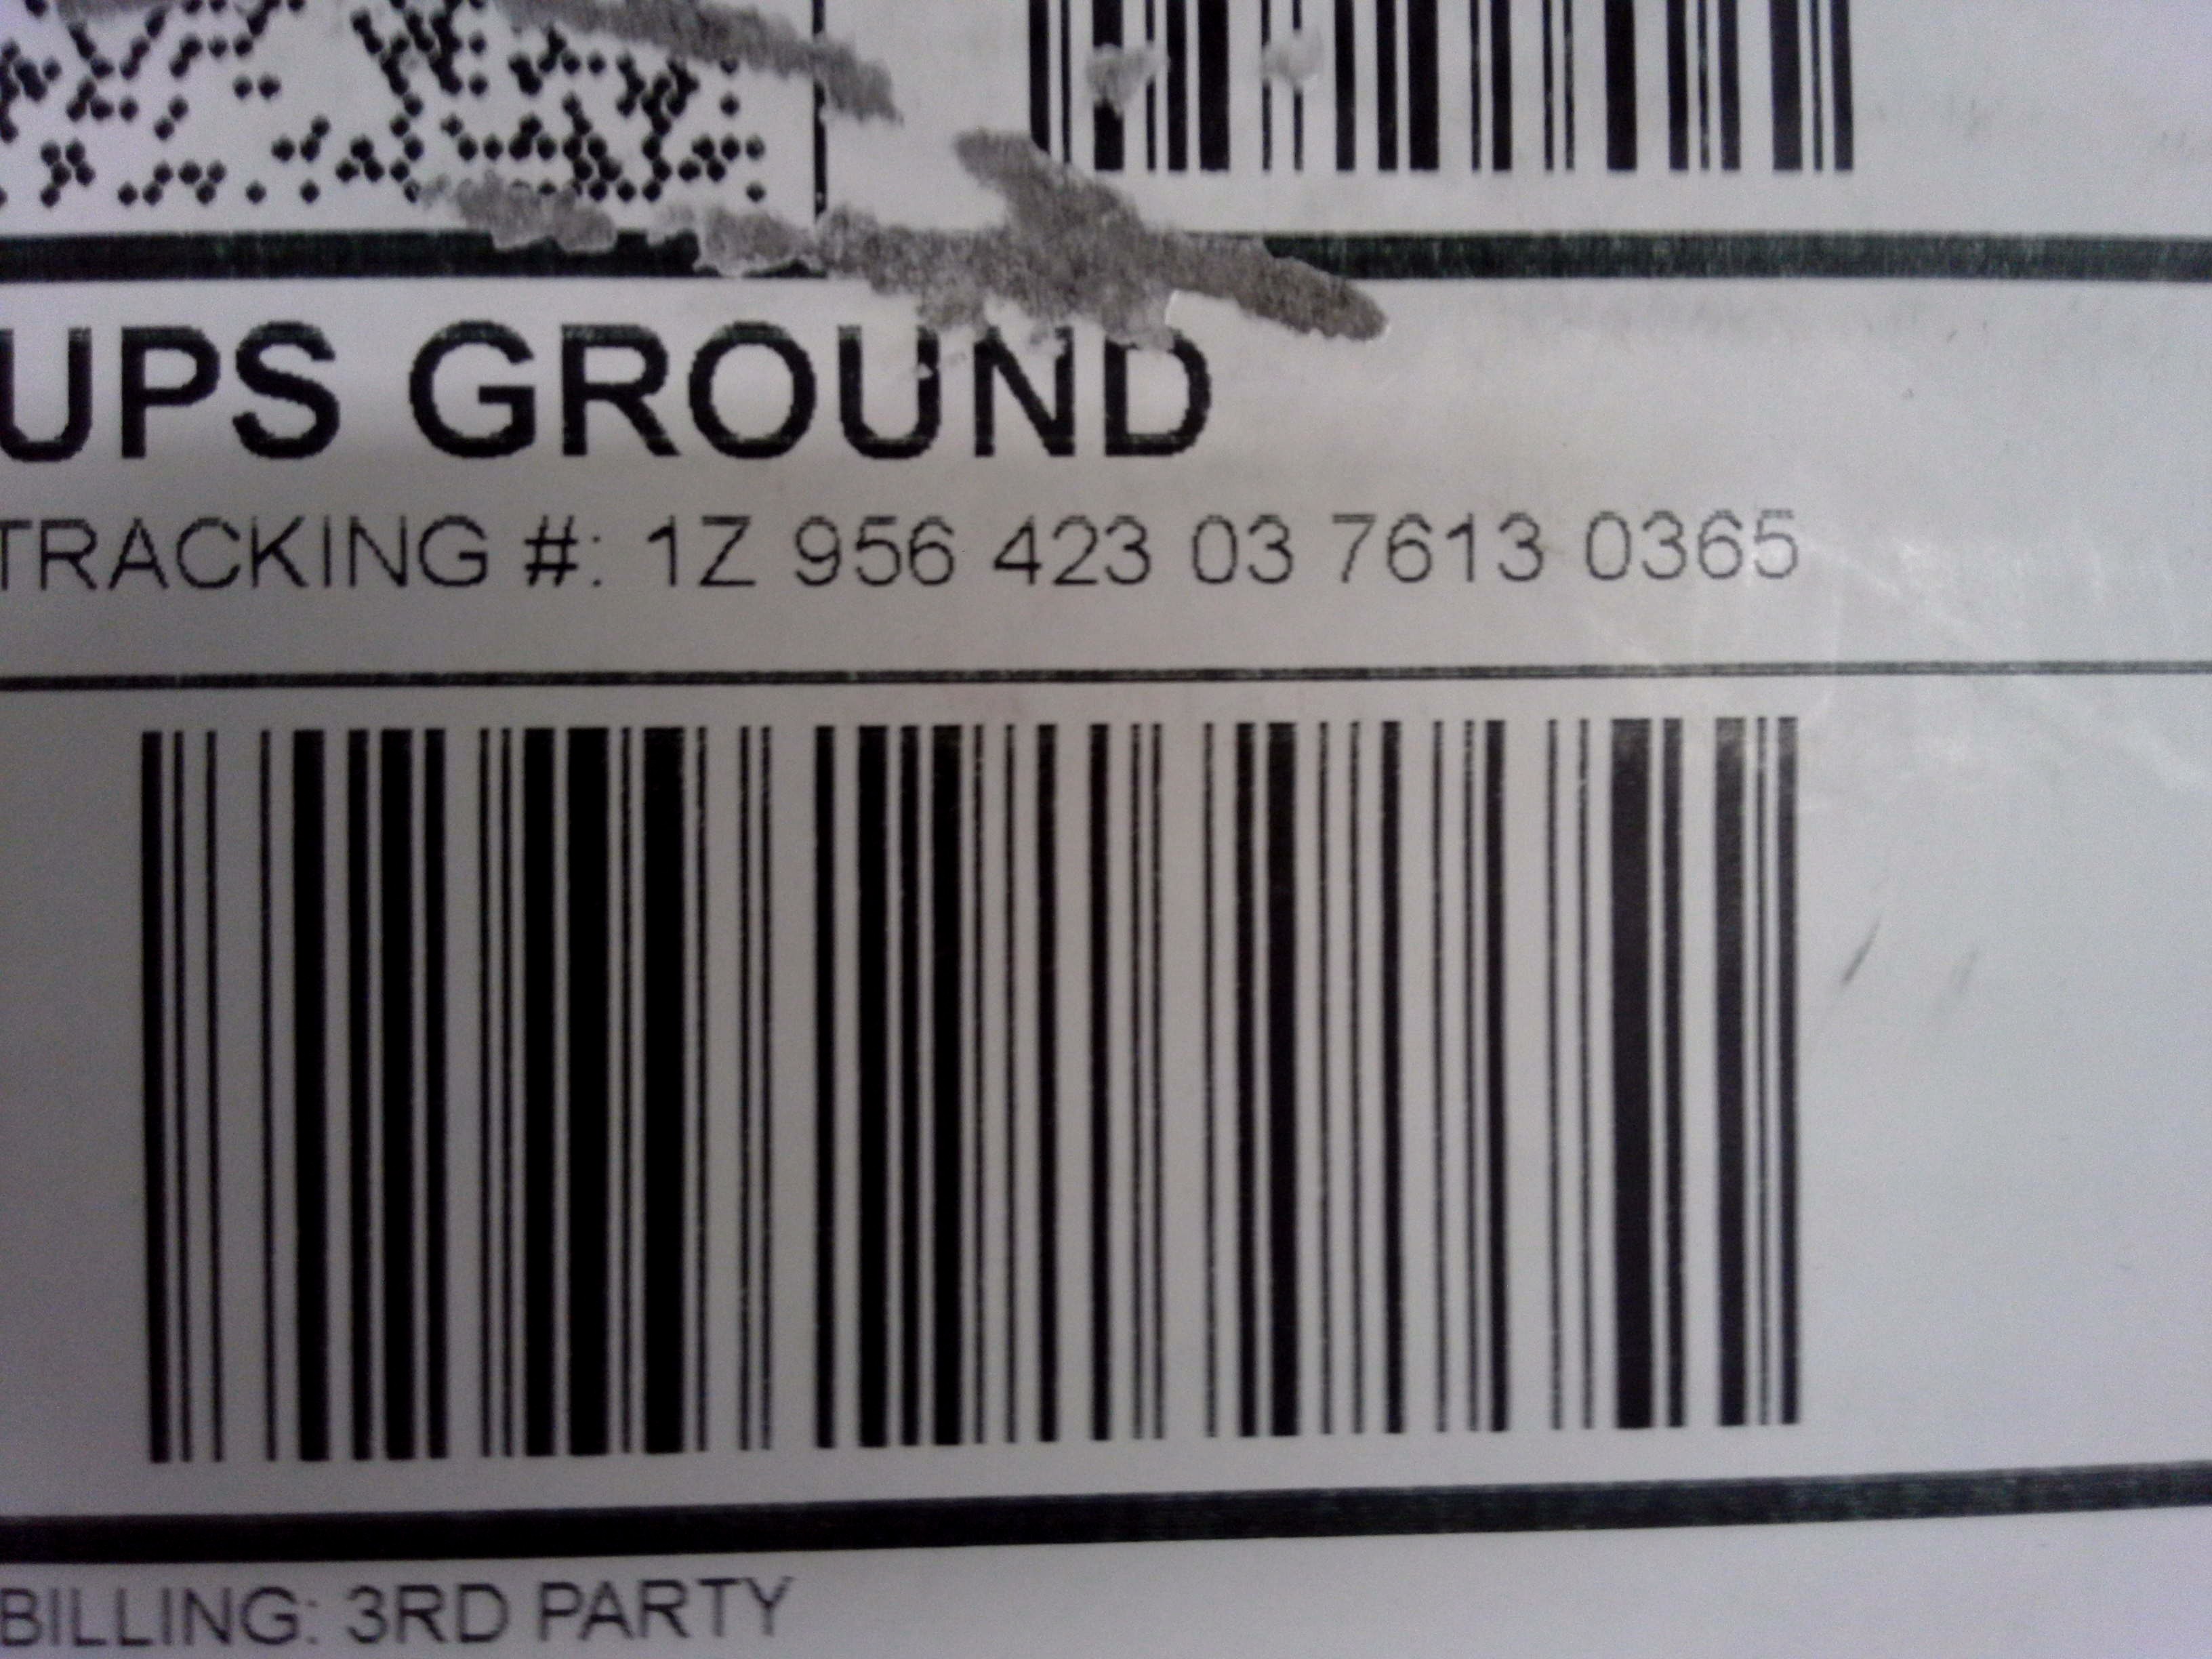 UPS GROUND
TRACKING #: 1Z 956 423 03 7613 0365
BILLING: 3RD PARTY